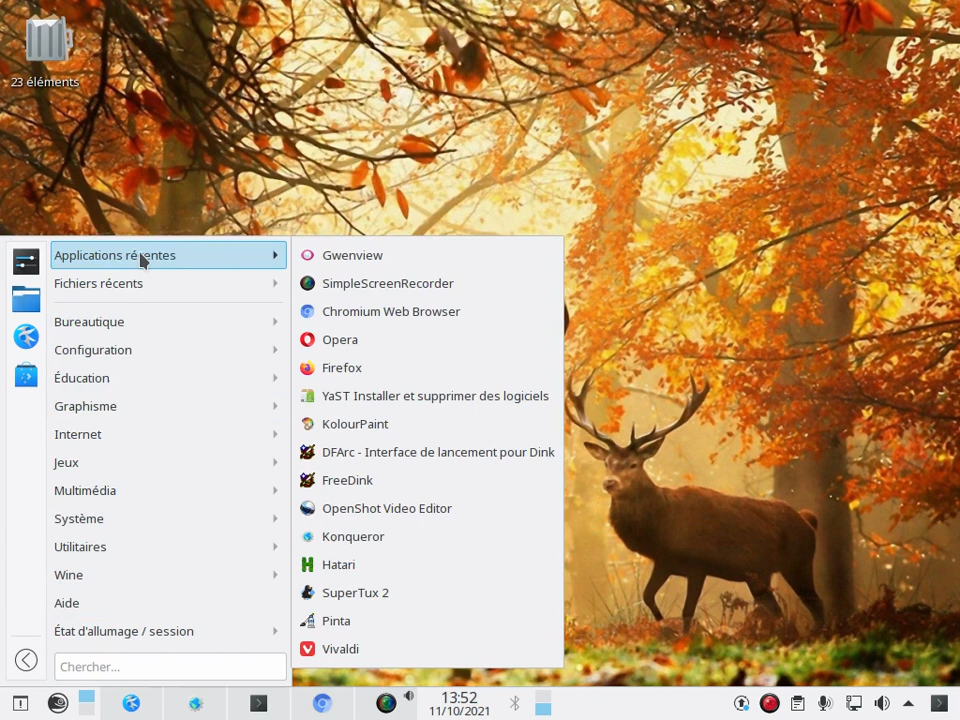 23 éléments
Applications récentes
Fichiers récents
Bureautique
Configuration
Éducation
Graphisme
Internet
Jeux
Multimédia
Système
Utilitaires
Wine
Aide
État d'allumage / session
Chercher...
Gwenview
SimpleScreenRecorder
Chromium Web Browser
Opera
Firefox
YaST Installer et supprimer des logiciels
KolourPaint
DFArc - Interface de lancement pour Dink
FreeDink
OpenShot Video Editor
Konqueror
Hatari
SuperTux 2
Pinta
Vivaldi
13:52
11/10/2021